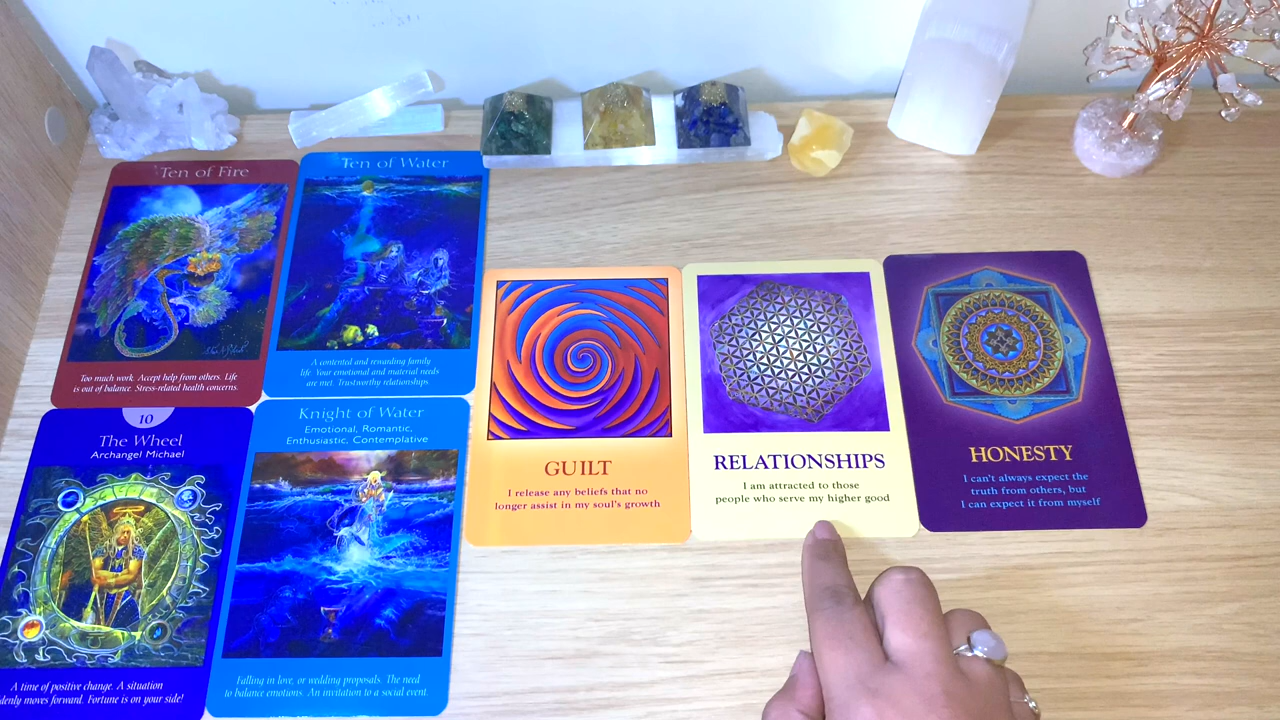 Ten of Fire
Too much work. Accept help from others. Life
is out of balance. Stress-related health concerns.
Ten of Water
A contented and rewarding family
life. Your emotional and material needs
are met. Trustworthy relationships.
10
The Wheel
Archangel Michael
A time of positive change. A situation
denly moves forward. Fortune is on your side!
Knight of Water
Emotional, Romantic,
Enthusiastic, Contemplative
Falling in love, or wedding proposals. The need
to balance emotions. An invitation to a social event.
GUILT
I release any beliefs that no
longer assist in my soul's growth
RELATIONSHIPS
I am attracted to those
people who serve my higher good
HONESTY
I can't always expect the
truth from others, but
I can expect it from myself